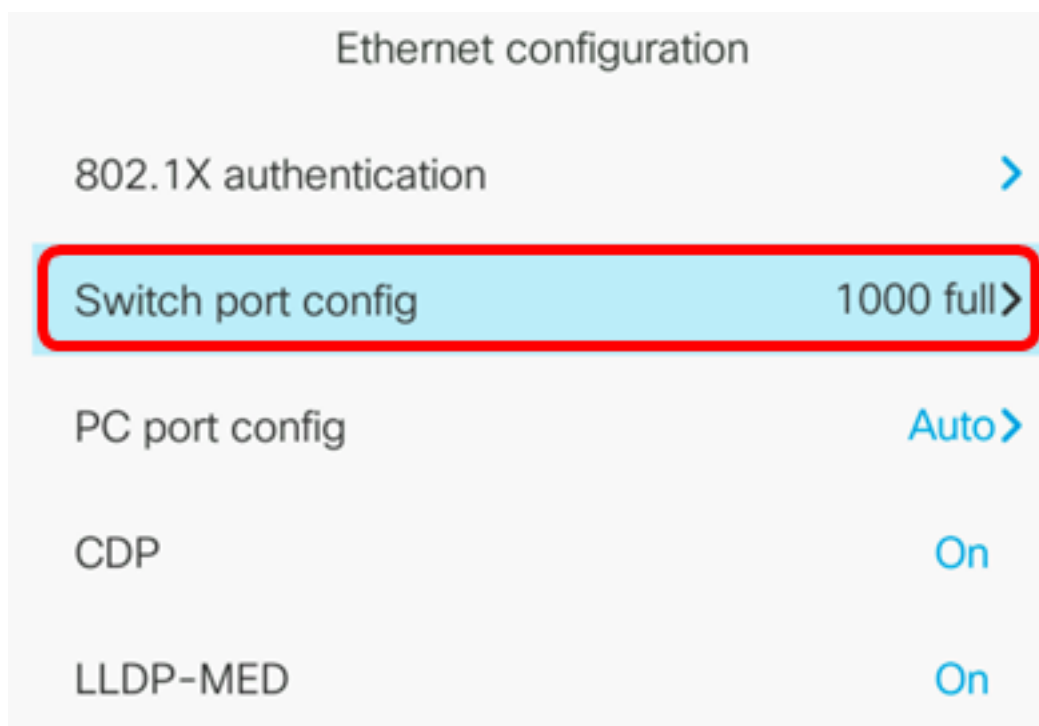 Ethernet configuration
802.1X authentication
Switch port config 1000 full
PC port config Auto
CDP On
LLDP-MED On